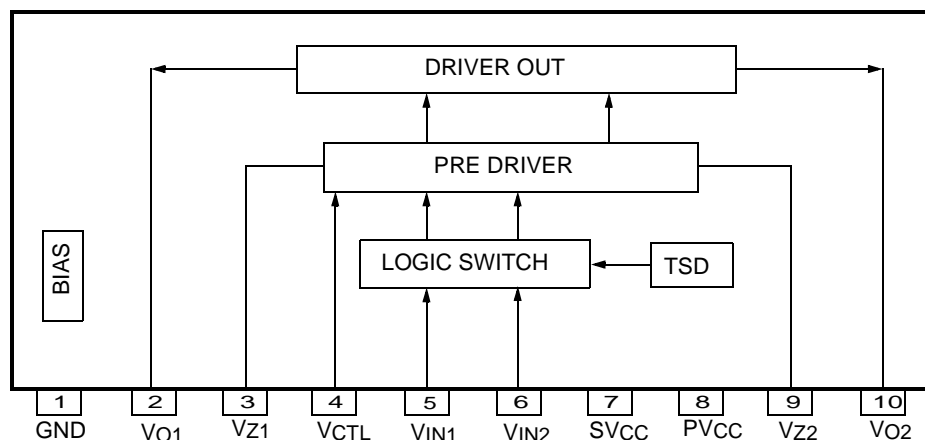 DRIVER OUT
PRE DRIVER
LOGIC SWITCH
TSD
BIAS
1 2 3 4 5 6 7 8 9 10
GND VO1 VZ1 VCTL VIN1 VIN2 SVCC PVCC VZ2 VO2